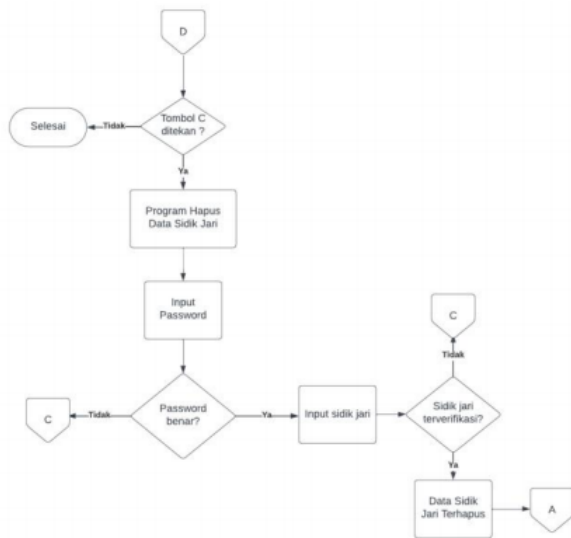 D
Tombol C
ditekan ?
Tidak
Selesai
Ya
Program Hapus
Data Sidik Jari
Input
Password
Password
benar?
Tidak
C
Ya
Input sidik jari
Sidik jari
terverifikasi?
Tidak
C
Ya
Data Sidik
Jari Terhapus
A